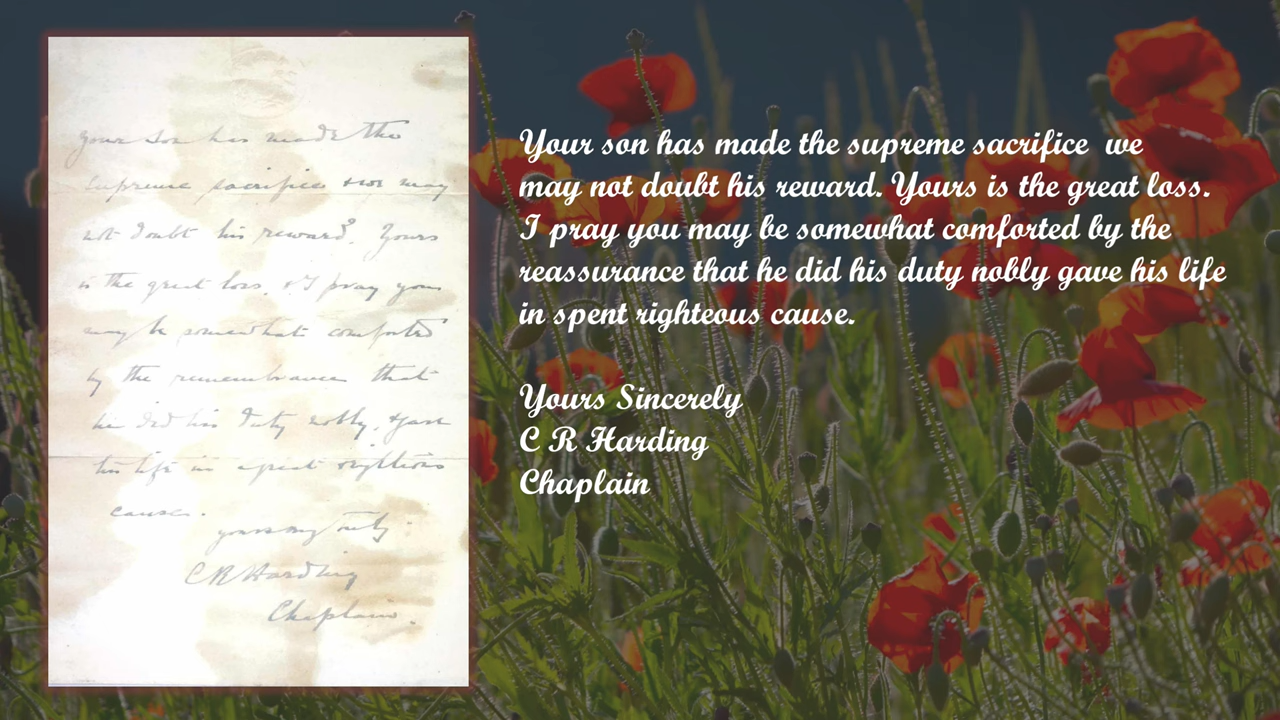 your son has made the
supreme sacrifice & we may
not doubt his reward. Yours
is the great loss. & I pray you
may be somewhat comforted
by the remembrance that
he did his duty nobly, & gave
his life in a great righteous
cause.
yours truly
C R Harding
Chaplain.
Your son has made the supreme sacrifice we
may not doubt his reward. Yours is the great loss.
I pray you may be somewhat comforted by the
reassurance that he did his duty nobly gave his life
in spent righteous cause.
Yours Sincerely
C R Harding
Chaplain